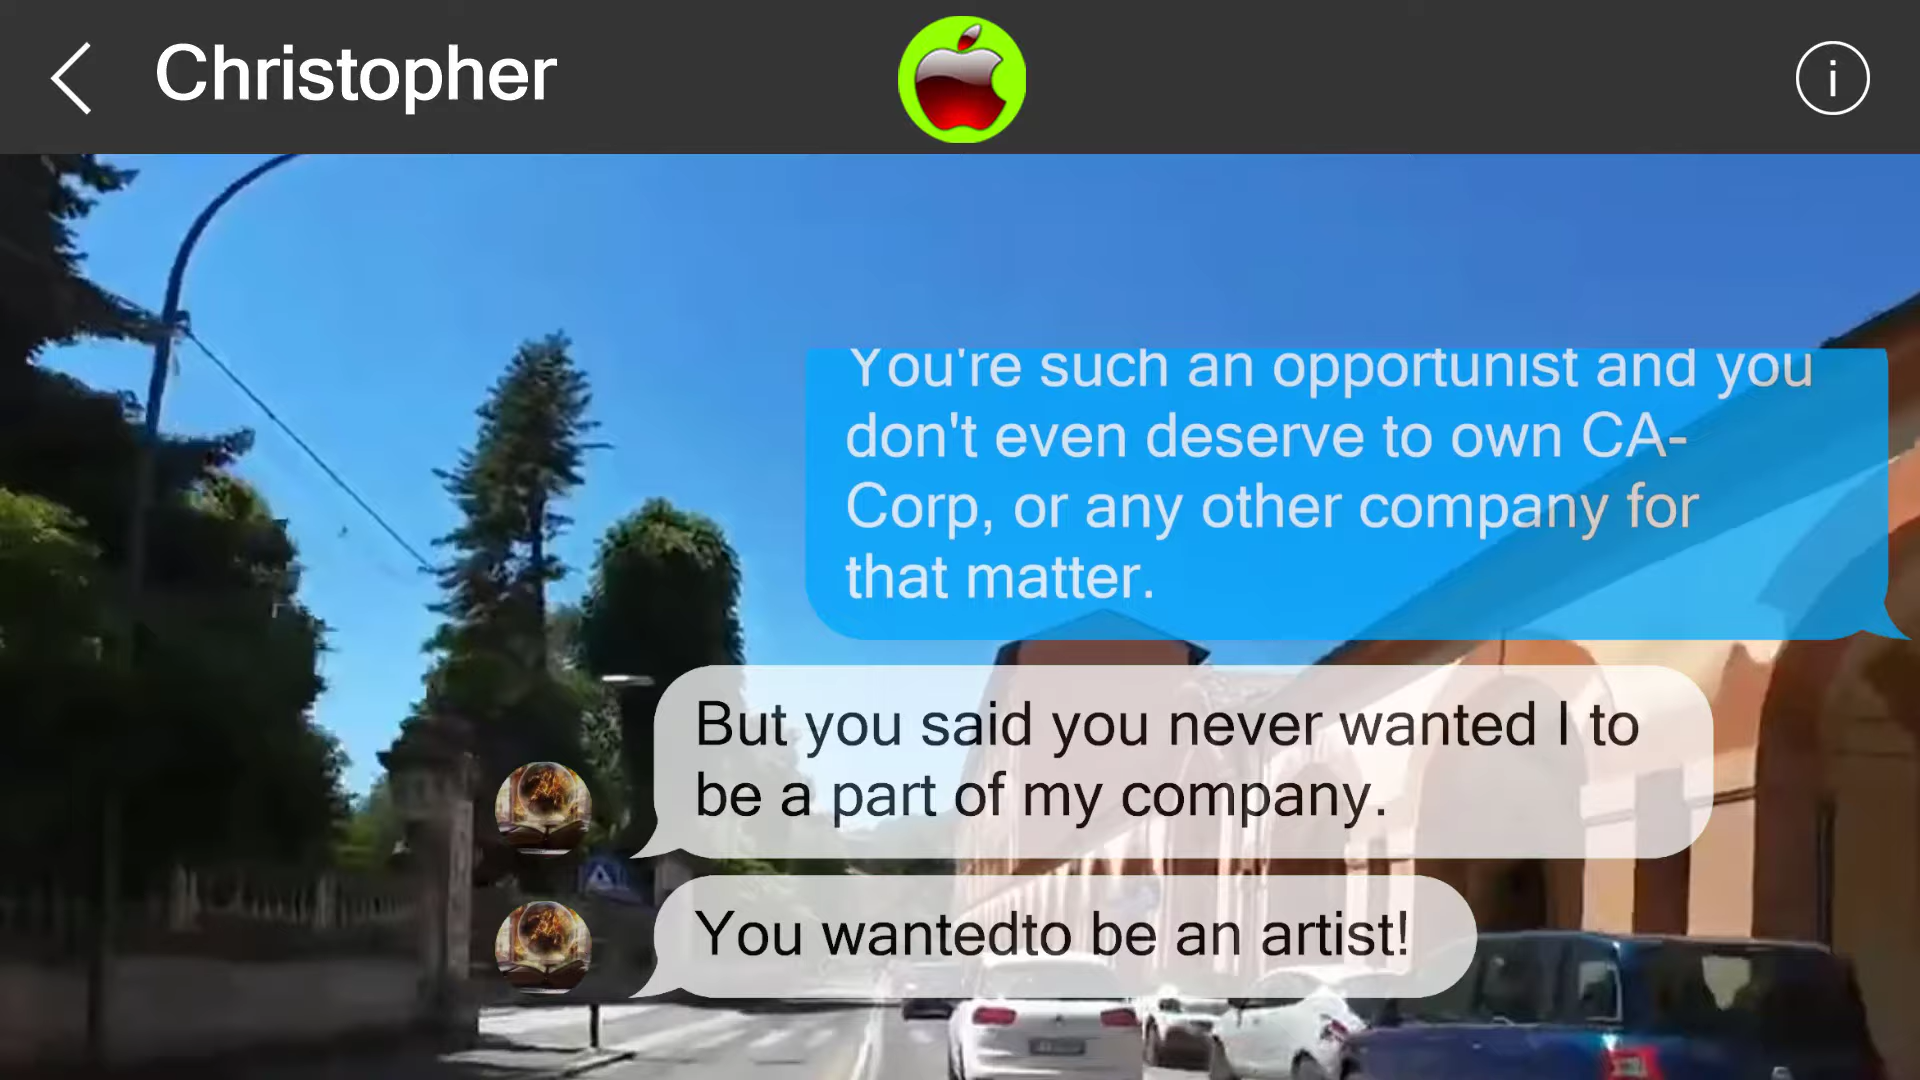 Christopher
i
You're such an opportunist and you
don't even deserve to own CA-
Corp, or any other company for
that matter.
But you said you never wanted I to
be a part of my company.
You wantedto be an artist!